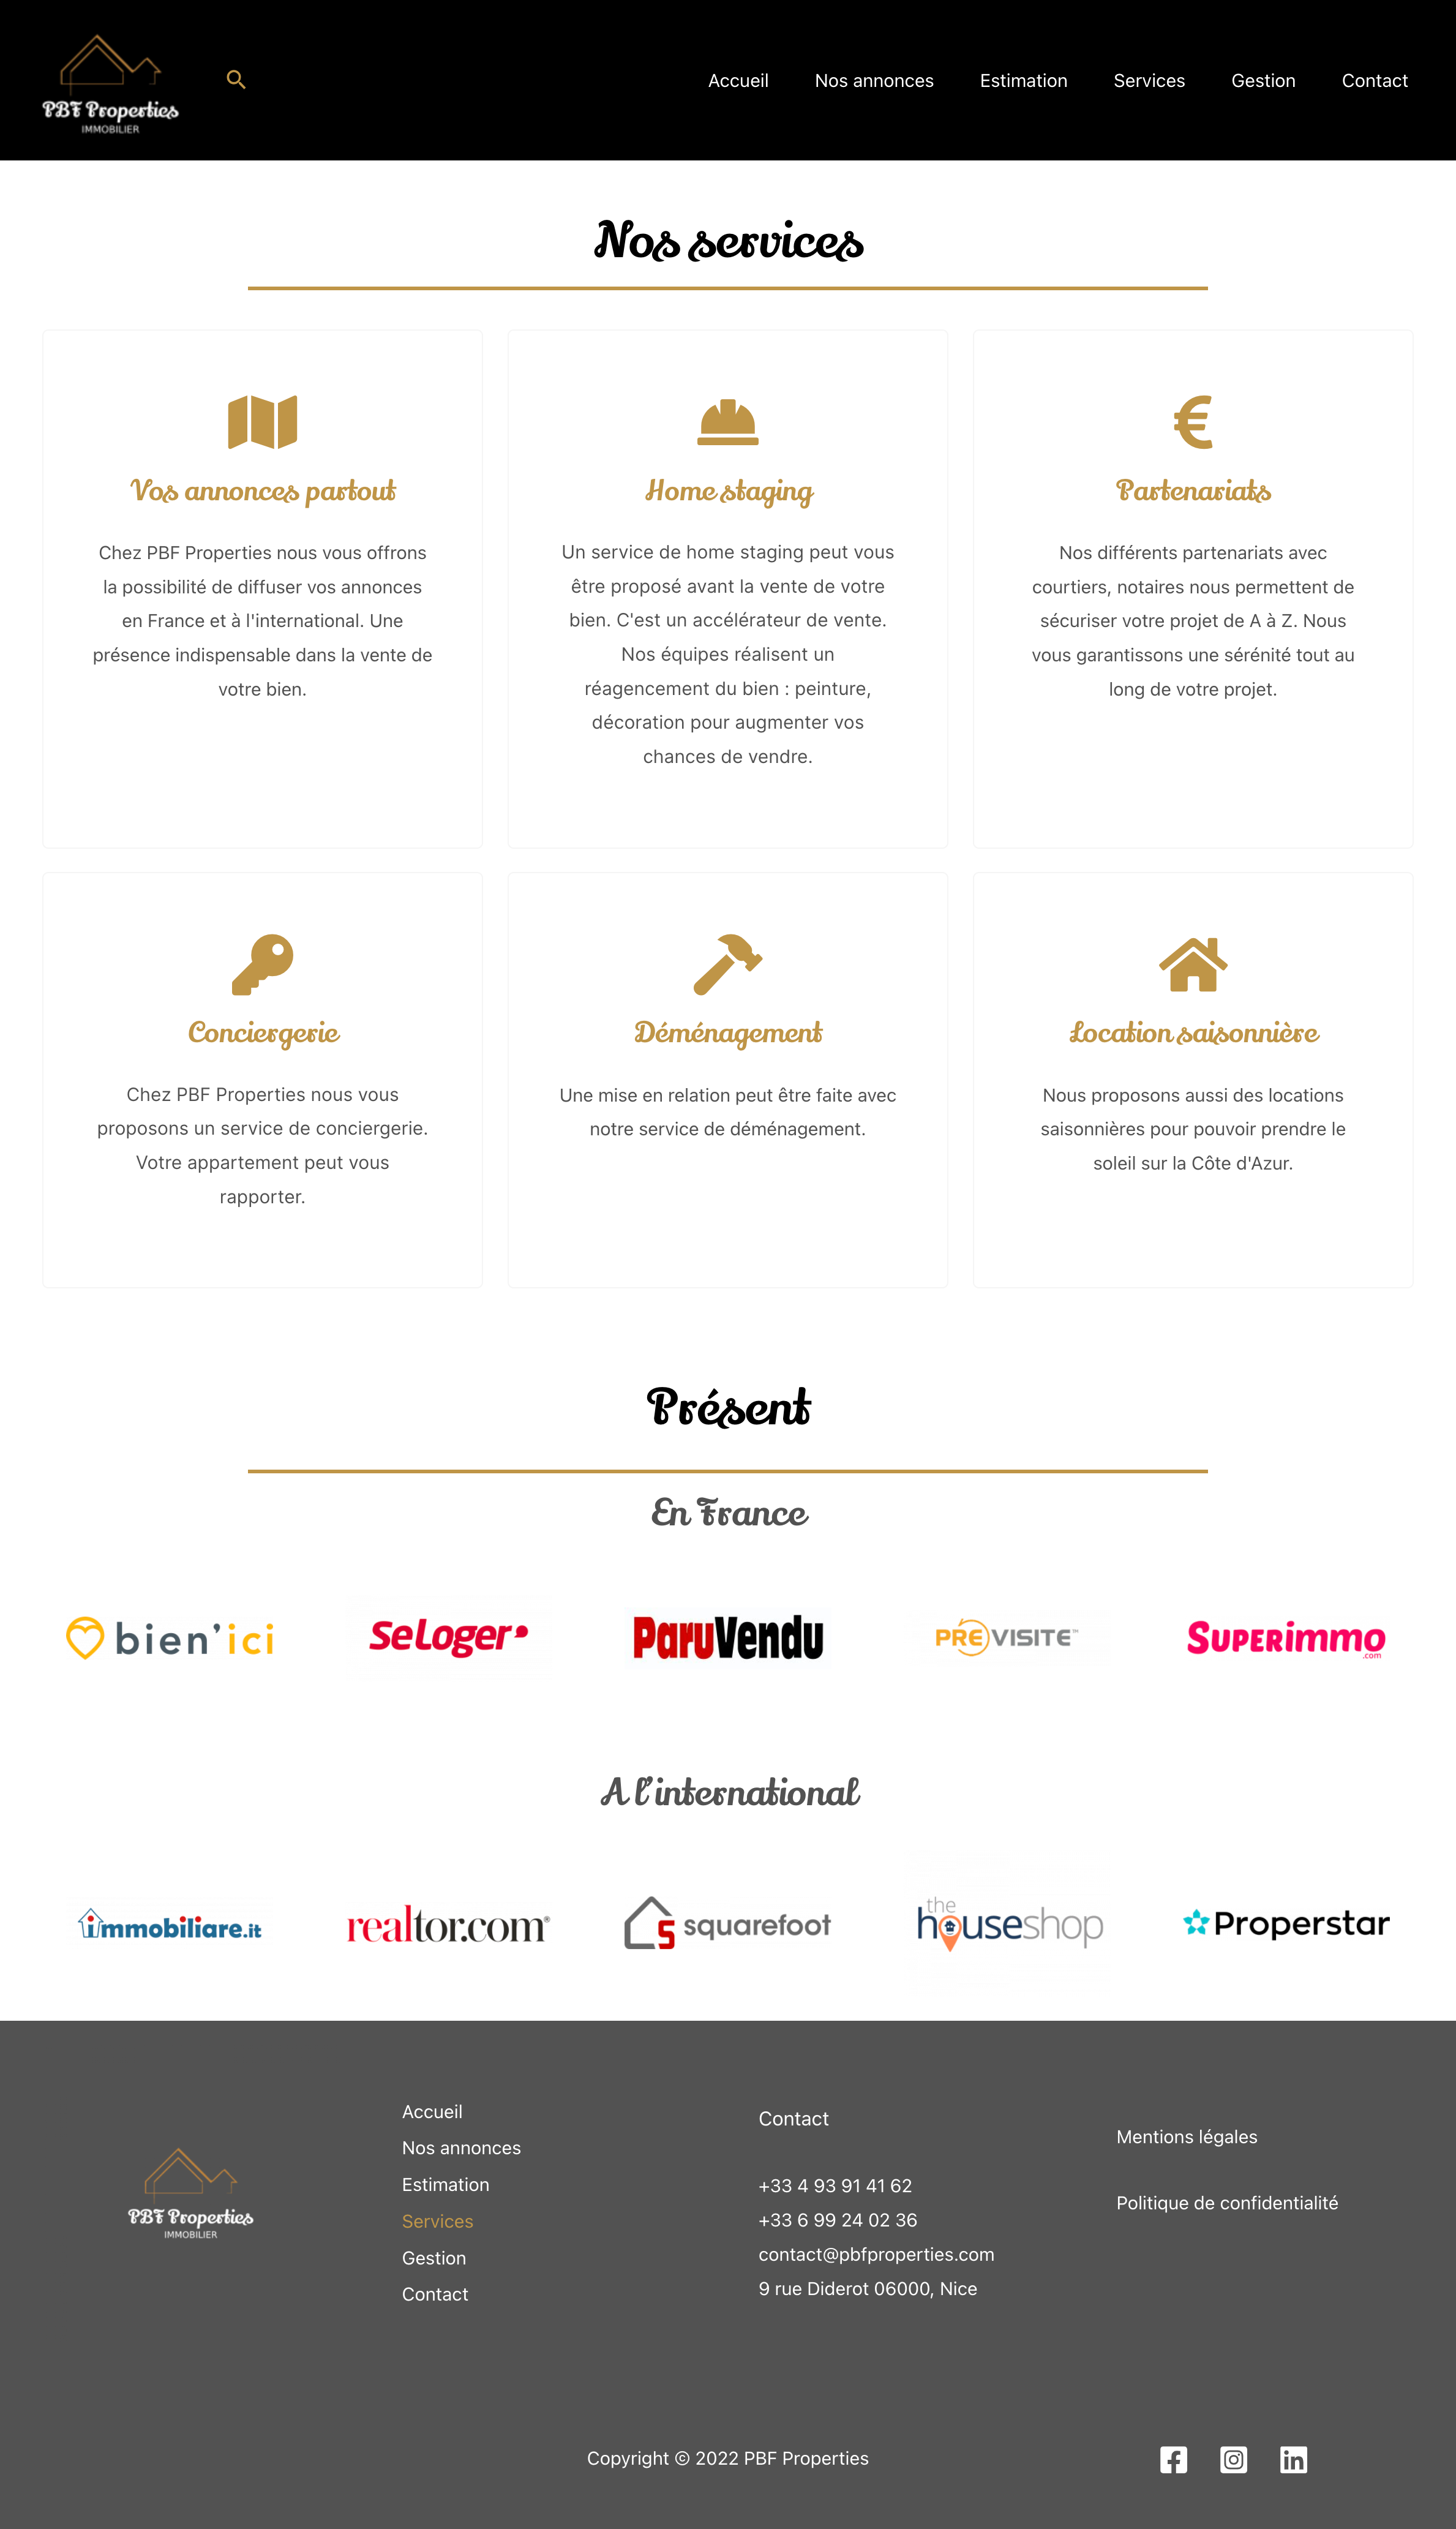 PBF Properties
IMMOBILIER
Accueil
Nos annonces
Estimation
Services
Gestion
Contact
Nos services
Vos annonces partout
Chez PBF Properties nous vous offrons
la possibilité de diffuser vos annonces
en France et à l'international. Une
présence indispensable dans la vente de
votre bien.
Home staging
Un service de home staging peut vous
être proposé avant la vente de votre
bien. C'est un accélérateur de vente.
Nos équipes réalisent un
réagencement du bien : peinture,
décoration pour augmenter vos
chances de vendre.
Partenariats
Nos différents partenariats avec
courtiers, notaires nous permettent de
sécuriser votre projet de A à Z. Nous
vous garantissons une sérénité tout au
long de votre projet.
Conciergerie
Chez PBF Properties nous vous
proposons un service de conciergerie.
Votre appartement peut vous
rapporter.
Déménagement
Une mise en relation peut être faite avec
notre service de déménagement.
Location saisonnière
Nous proposons aussi des locations
saisonnières pour pouvoir prendre le
soleil sur la Côte d'Azur.
Présent
En France
bien'ici
SeLoger
ParuVendu
PREVISITE™
SUPERIMMO
.com
A l'international
immobiliare.it
realtor.com®
squarefoot
the
houseshop
Properstar
PBF Properties
IMMOBILIER
Accueil
Nos annonces
Estimation
Services
Gestion
Contact
Contact
+33 4 93 91 41 62
+33 6 99 24 02 36
contact@pbfproperties.com
9 rue Diderot 06000, Nice
Mentions légales
Politique de confidentialité
Copyright © 2022 PBF Properties